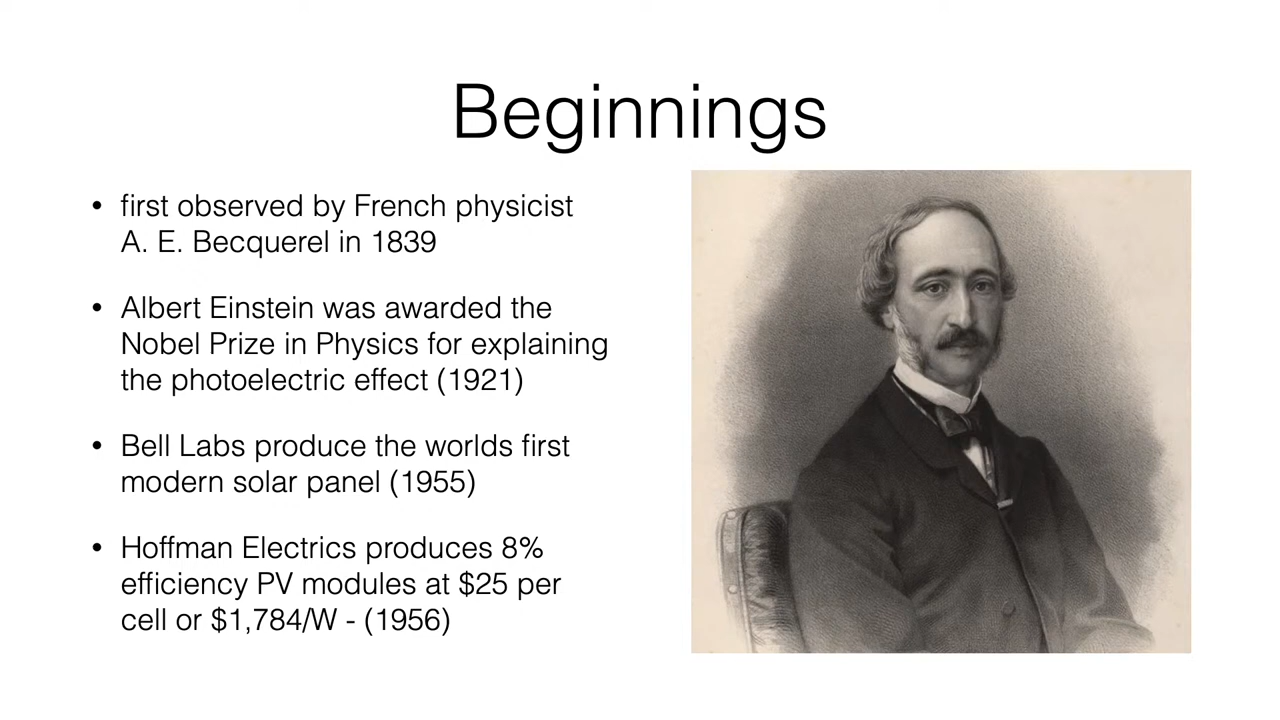 Beginnings
• first observed by French physicist
A. E. Becquerel in 1839
• Albert Einstein was awarded the
Nobel Prize in Physics for explaining
the photoelectric effect (1921)
• Bell Labs produce the worlds first
modern solar panel (1955)
• Hoffman Electrics produces 8%
efficiency PV modules at $25 per
cell or $1,784/W - (1956)